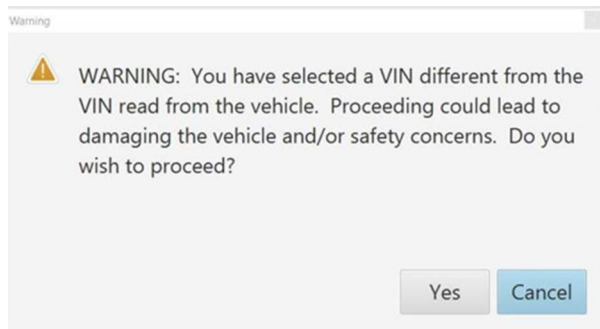 Warning
WARNING:  You have selected a VIN different from the
VIN read from the vehicle.  Proceeding could lead to
damaging the vehicle and/or safety concerns.  Do you
wish to proceed?
Yes
Cancel